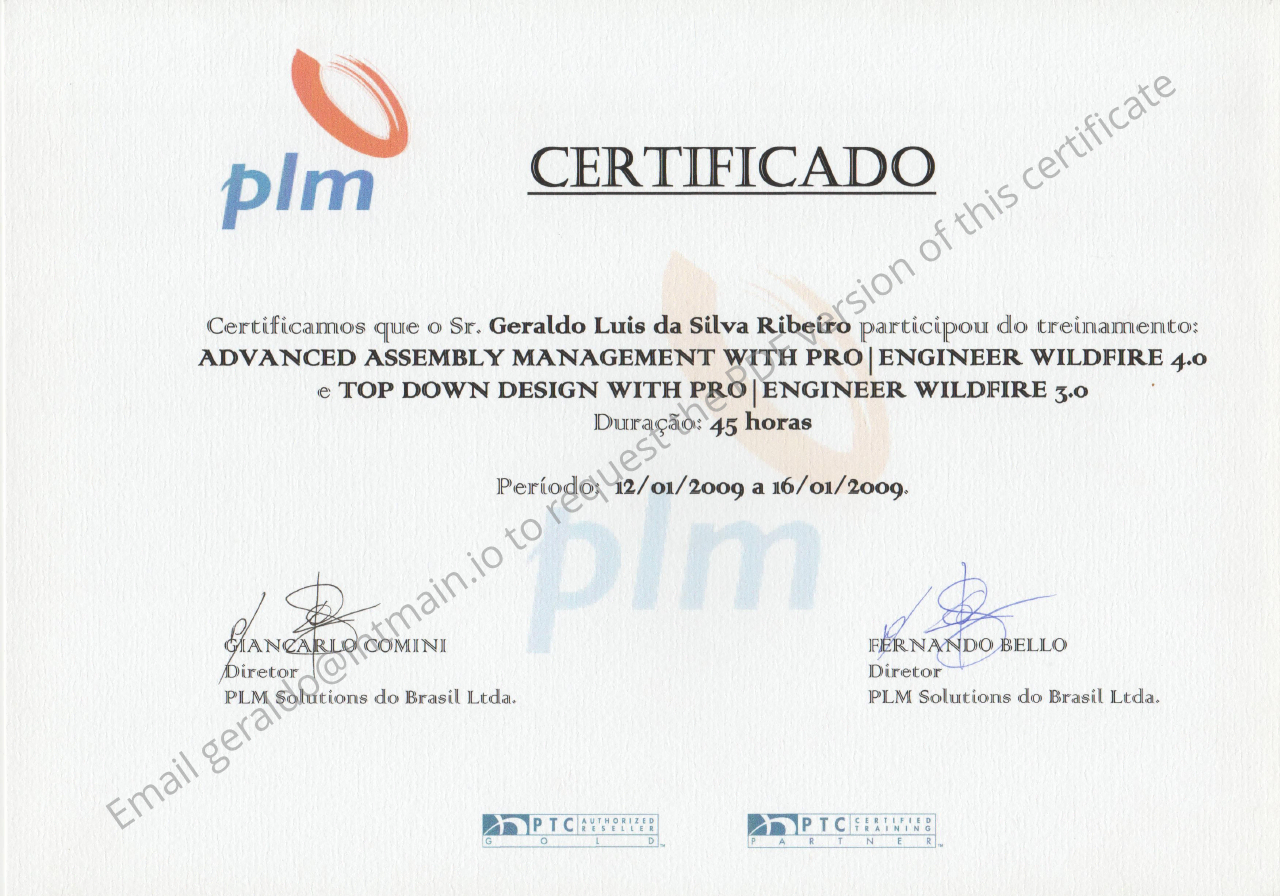 plm
CERTIFICADO
Certificamos que o Sr. Geraldo Luis da Silva Ribeiro participou do treinamento:
ADVANCED ASSEMBLY MANAGEMENT WITH PRO|ENGINEER WILDFIRE 4.0
e TOP DOWN DESIGN WITH PRO|ENGINEER WILDFIRE 3.0
Duração: 45 horas
Período: 12/01/2009 a 16/01/2009.
plm
GIANCARLO COMINI
Diretor
PLM Solutions do Brasil Ltda.
FERNANDO BELLO
Diretor
PLM Solutions do Brasil Ltda.
Email geraldo@intmain.io to request the PDF version of this certificate
PTC AUTHORIZED RESELLER
GOLD™
PTC CERTIFIED TRAINING
PARTNER™